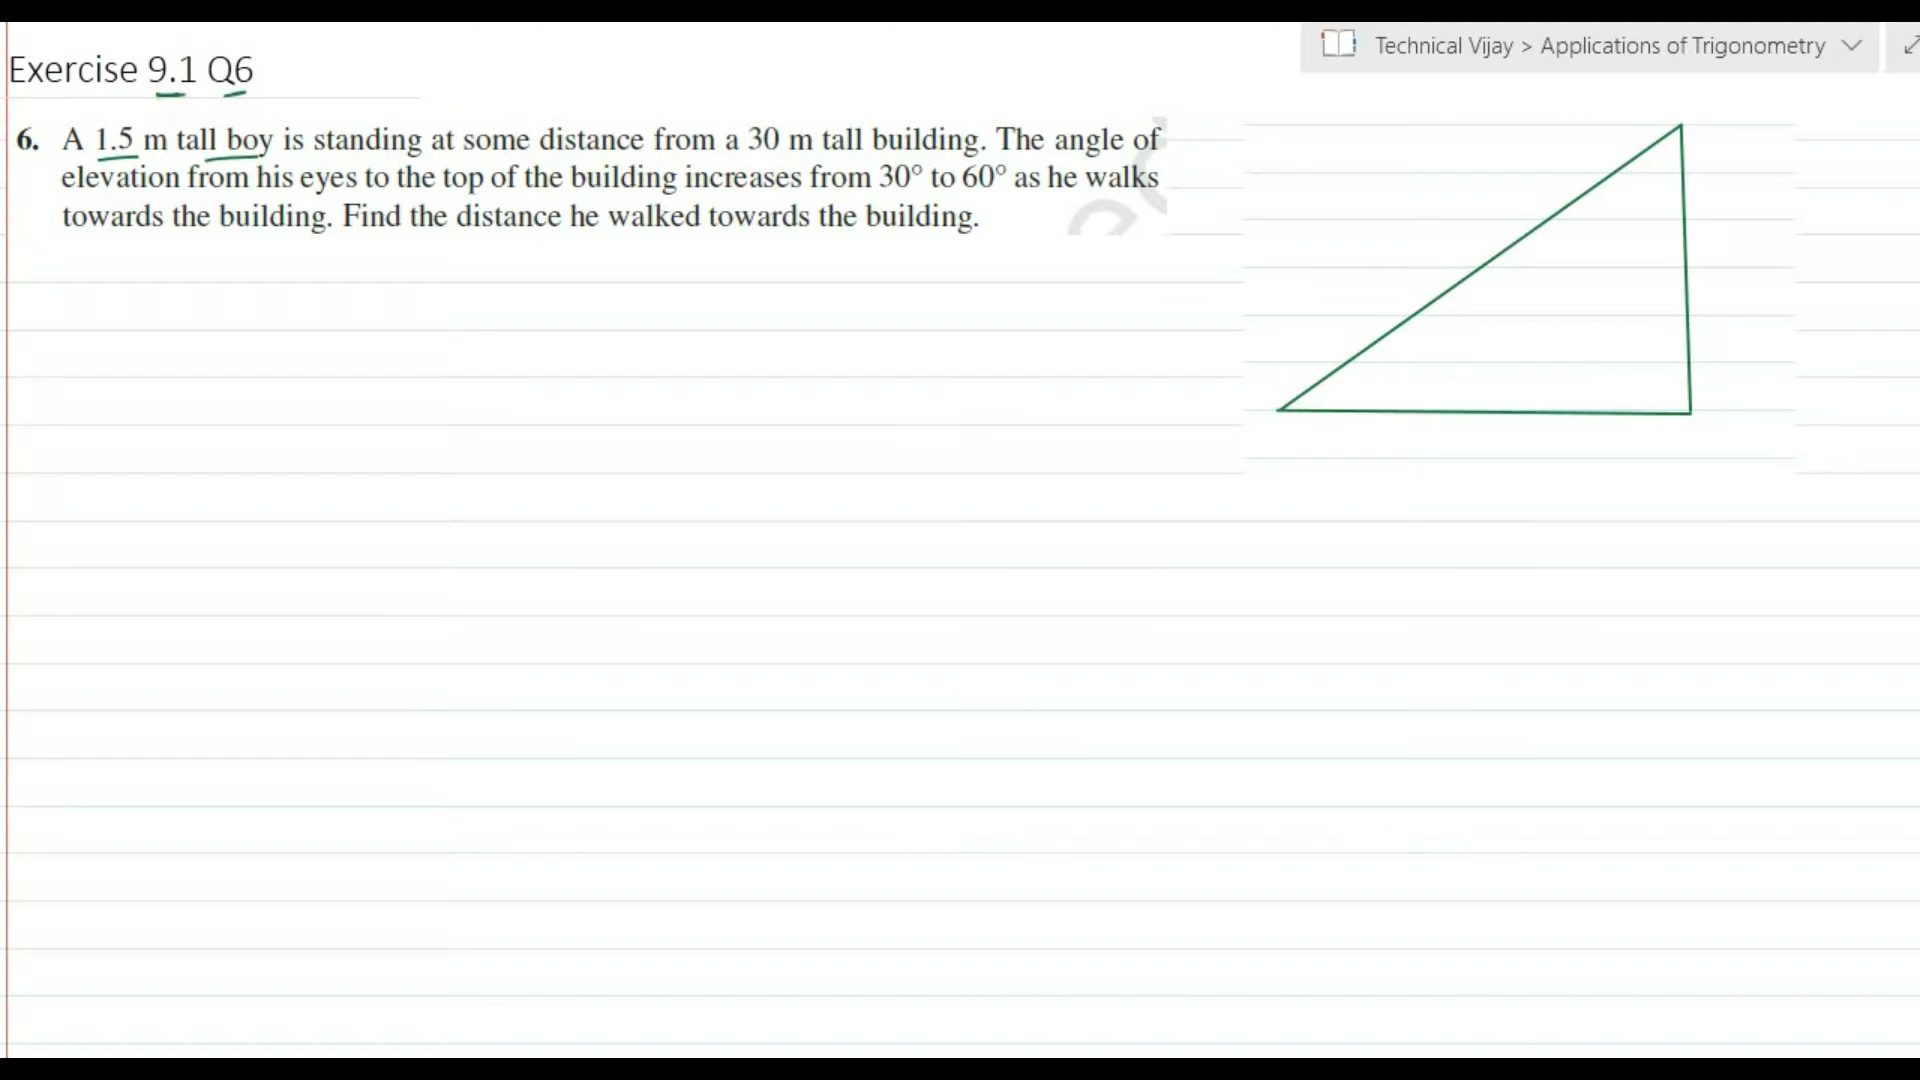 Technical Vijay > Applications of Trigonometry
Exercise 9.1 Q6
6. A 1.5 m tall boy is standing at some distance from a 30 m tall building. The angle of
elevation from his eyes to the top of the building increases from 30° to 60° as he walks
towards the building. Find the distance he walked towards the building.